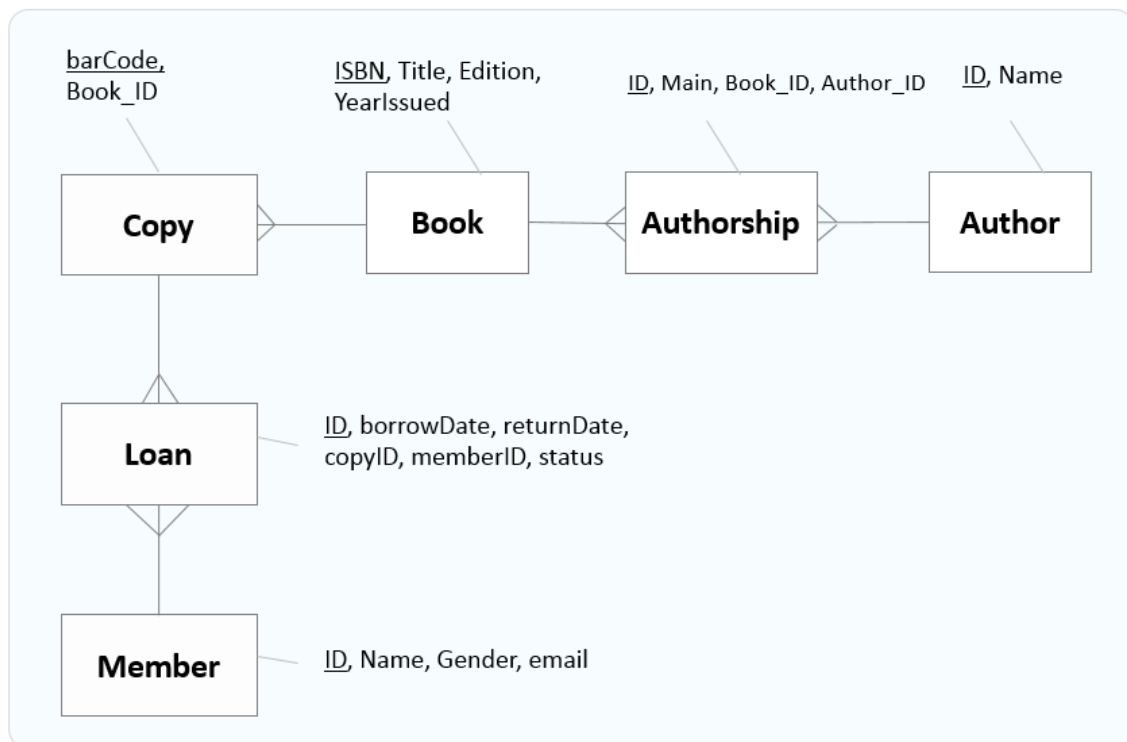 barCode,
Book_ID
ISBN, Title, Edition,
YearIssued
ID, Main, Book_ID, Author_ID
ID, Name
Copy
Book
Authorship
Author
Loan
ID, borrowDate, returnDate,
copyID, memberID, status
Member
ID, Name, Gender, email